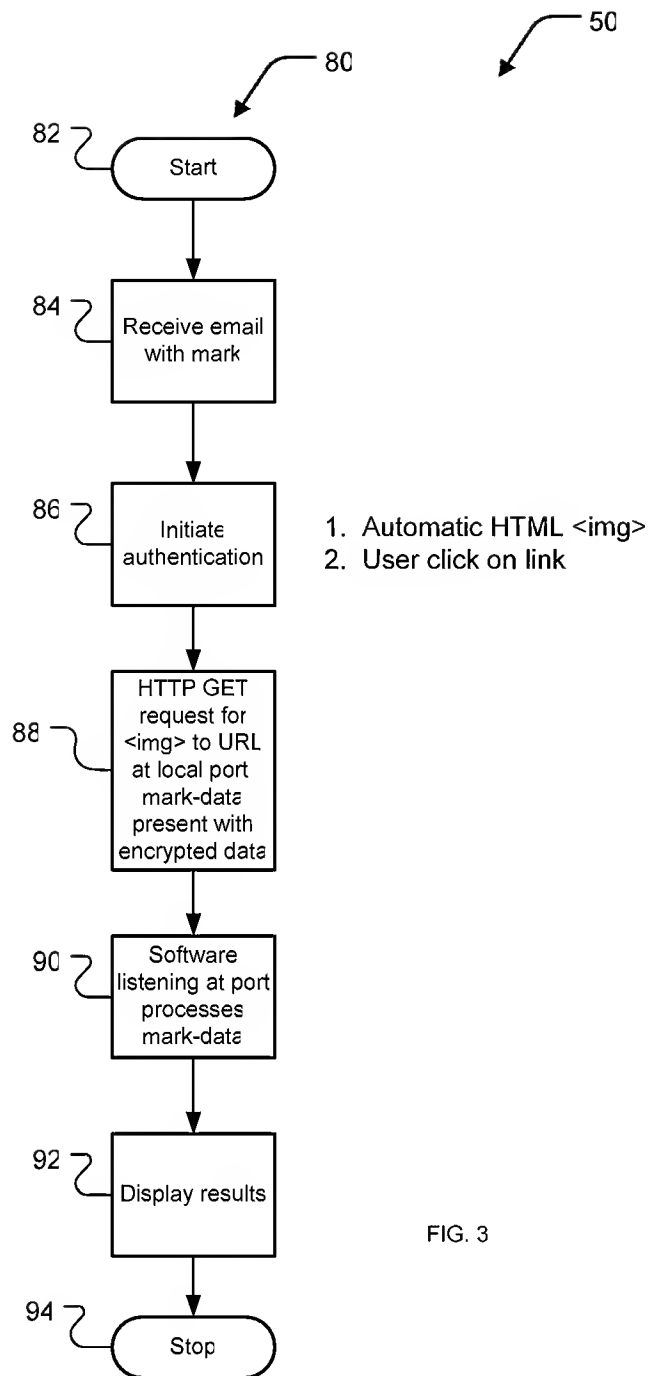 50
80
82
Start
84
Receive email
with mark
86
Initiate
authentication
1. Automatic HTML <img>
2. User click on link
88
HTTP GET
request for
<img> to URL
at local port
mark-data
present with
encrypted data
90
Software
listening at port
processes
mark-data
92
Display results
FIG. 3
94
Stop